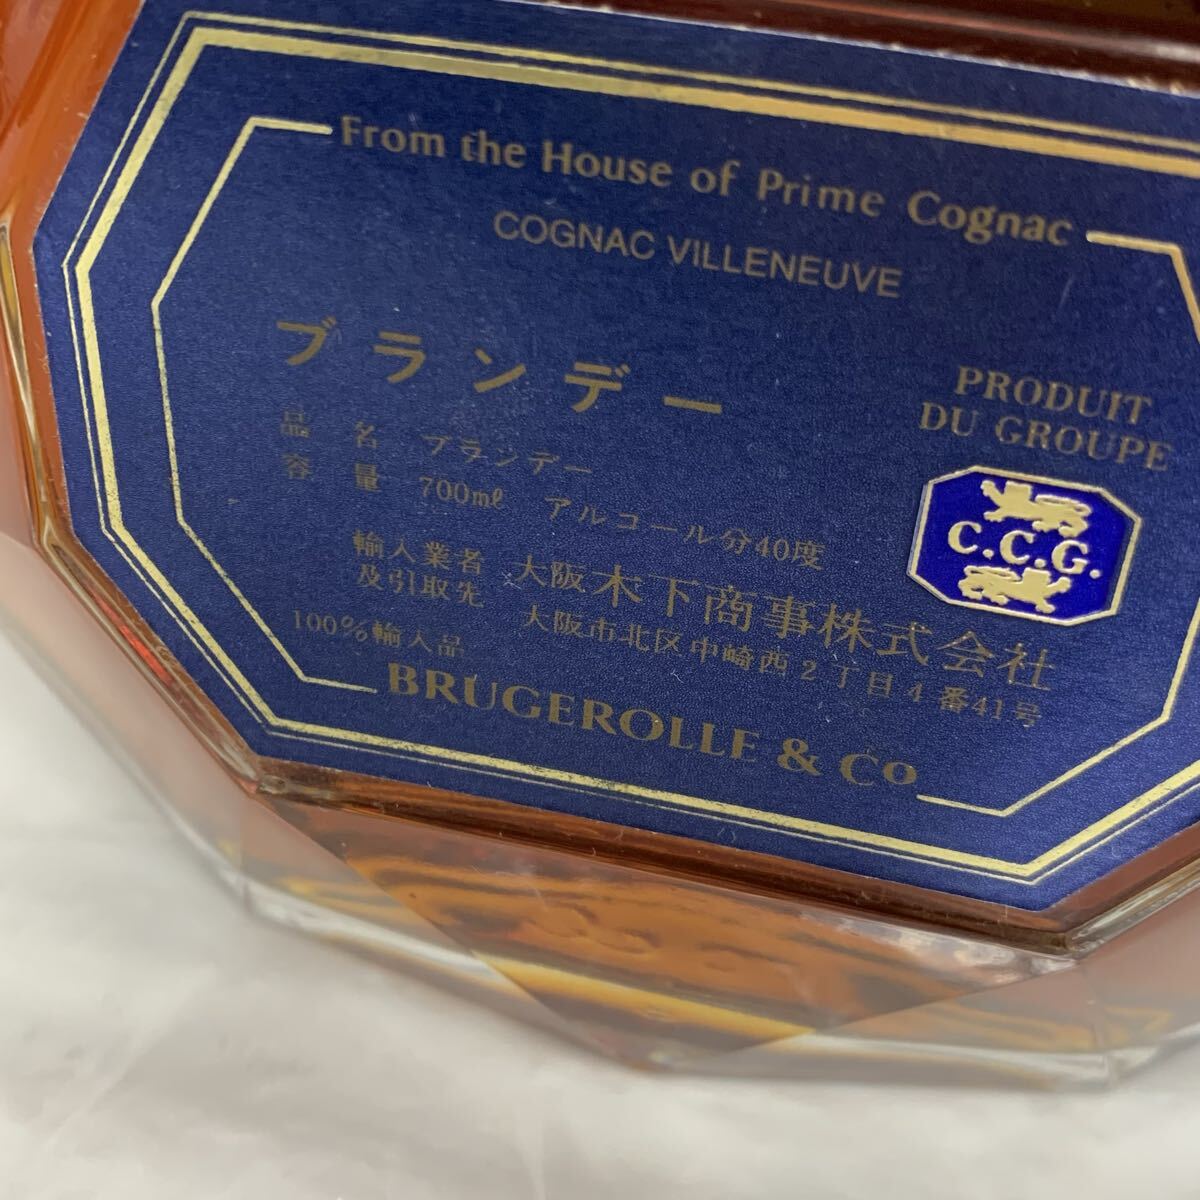 From the House of Prime Cognac
COGNAC VILLENEUVE
ブランデー
PRODUIT
DU GROUPE
C.C.G.
品名 ブランデー
容量 700mℓ アルコール分40度
輸入業者
及引取先
大阪木下商事株式会社
大阪市北区中崎西2丁目4番41号
100%輸入品
BRUGEROLLE & Co